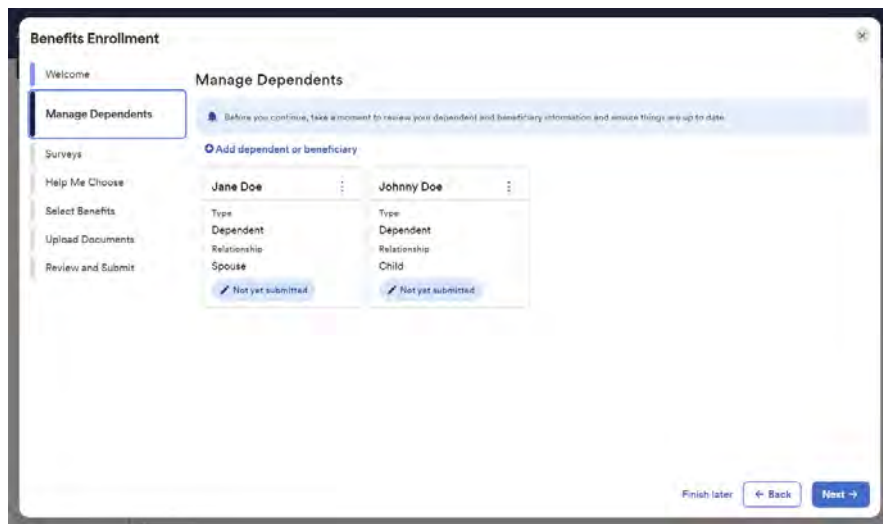 Benefits Enrollment
Welcome
Manage Dependents
Surveys
Help Me Choose
Select Benefits
Upload Documents
Review and Submit
Manage Dependents
Before you continue, take a moment to review your dependent and beneficiary information and ensure things are up to date.
Add dependent or beneficiary
Jane Doe
Type
Dependent
Relationship
Spouse
Not yet submitted
Johnny Doe
Type
Dependent
Relationship
Child
Not yet submitted
Finish later
← Back
Next →